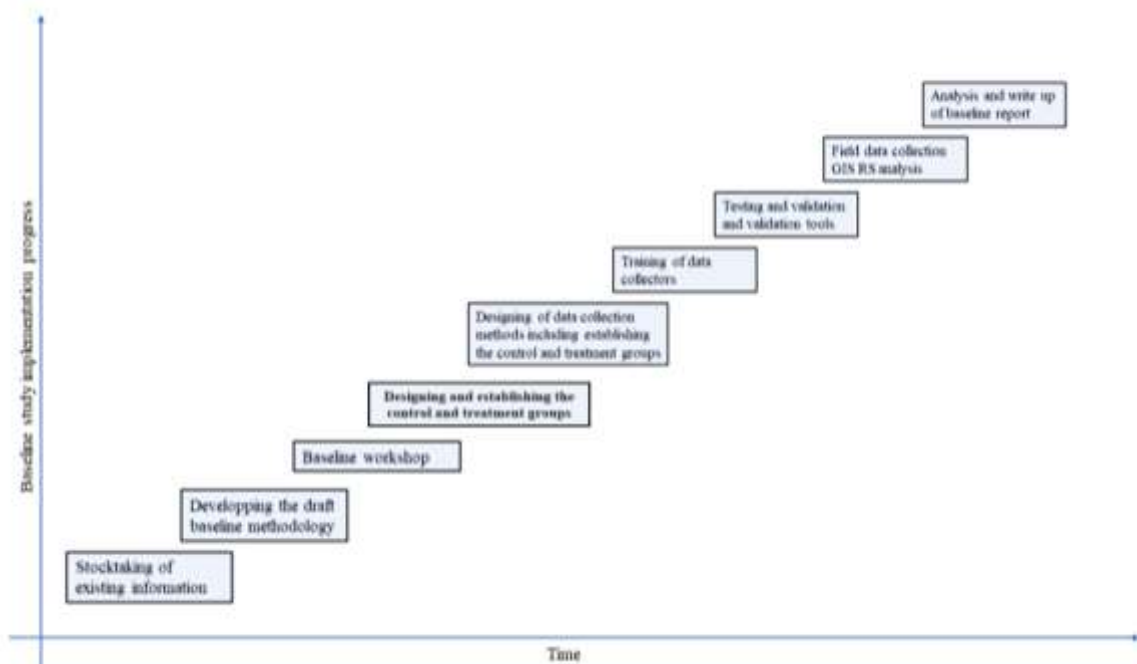 Analysis and write up
of baseline report
Field data collection
GIS RS analysis
Testing and validation
and validation tools
Training of data
collectors
Designing of data collection
methods including establishing
the control and treatment groups
Designing and establishing the
control and treatment groups
Baseline workshop
Developping the draft
baseline methodology
Stocktaking of
existing information
Baseline study implementation progress
Time